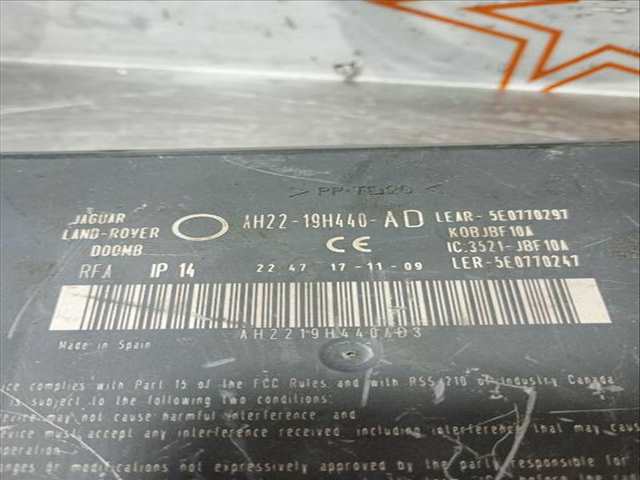 > PP-TD20 <
JAGUAR
LAND-ROVER
DOOMB
RFA IP 14
AH22-19H440-AD
CE
22 47 17-11-09
LEAR- 5E0770297
KOBJBF10A
IC.3521-JBF10A
LER-5E0770247
AH2219H440AD3
Made in Spain
ice complies with Part 15 of the FCC Rules and with RSS-210 of Industry Canada
is subject to the following two conditions:
evice may not cause harmful interference, and
evice must accept any interference received, including interference that may cause
operation.
anges or modifications not expressively approved by the party responsible for